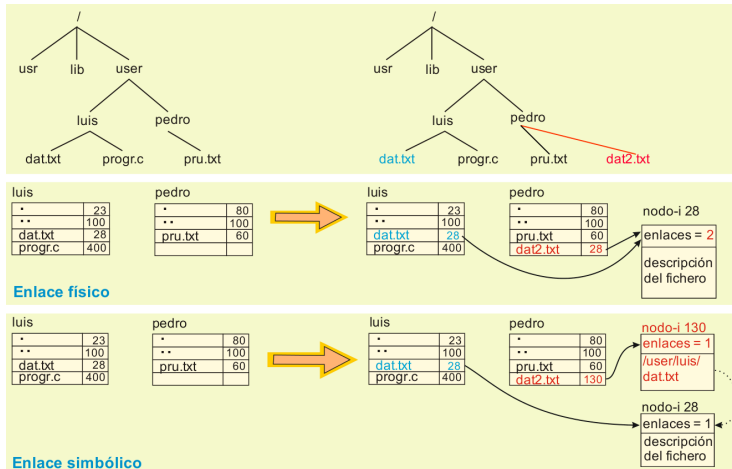 /
usr lib user
luis pedro
dat.txt progr.c pru.txt
/
usr lib user
luis pedro
dat.txt progr.c pru.txt dat2.txt
luis
. 23
.. 100
dat.txt 28
progr.c 400
pedro
. 80
.. 100
pru.txt 60
luis
. 23
.. 100
dat.txt 28
progr.c 400
pedro
. 80
.. 100
pru.txt 60
dat2.txt 28
nodo-i 28
enlaces = 2
descripción
del fichero
Enlace físico
luis
. 23
.. 100
dat.txt 28
progr.c 400
pedro
. 80
.. 100
pru.txt 60
luis
. 23
.. 100
dat.txt 28
progr.c 400
pedro
. 80
.. 100
pru.txt 60
dat2.txt 130
nodo-i 130
enlaces = 1
/user/luis/
dat.txt
nodo-i 28
enlaces = 1
descripción
del fichero
Enlace simbólico